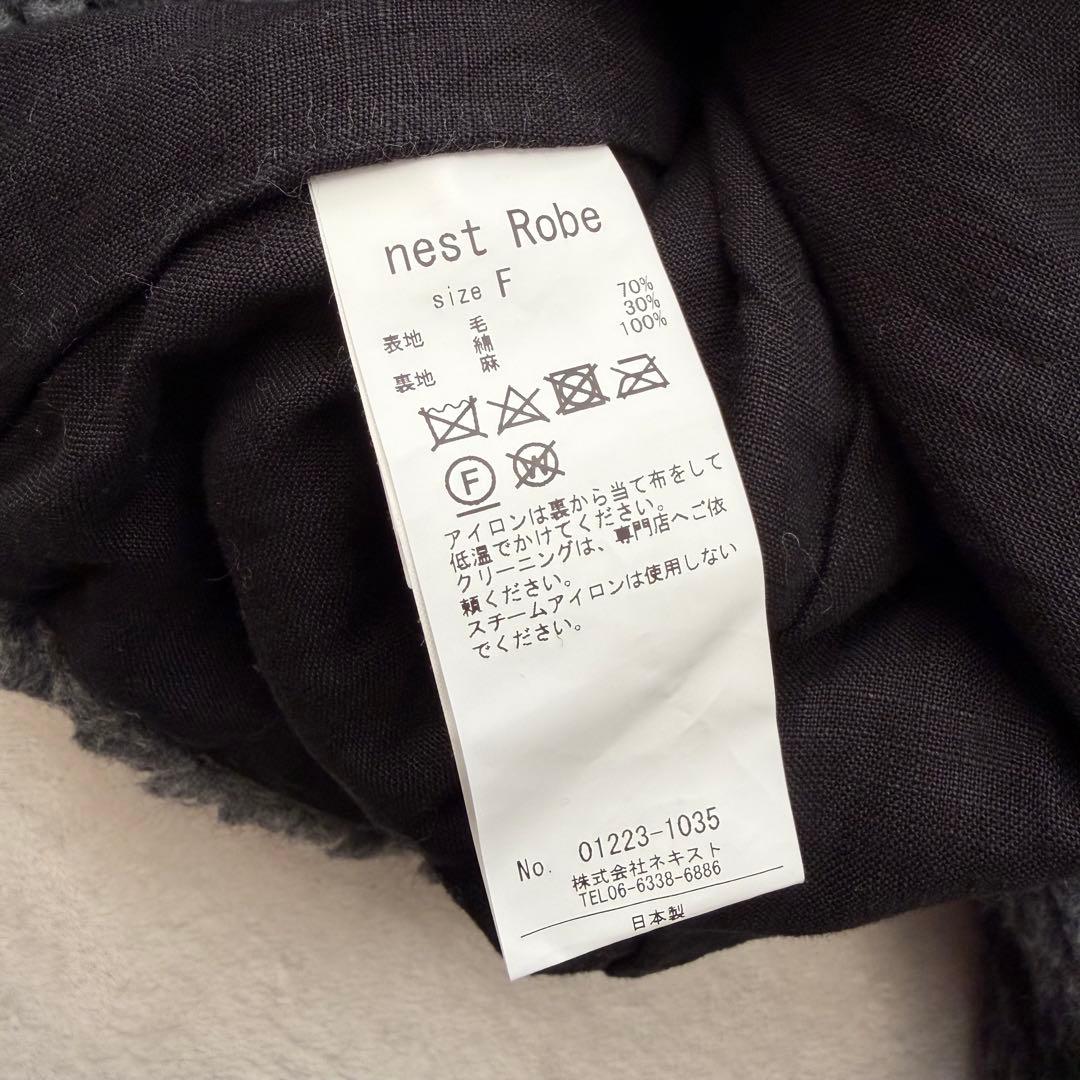 nest Robe
size F
表地 毛 70%
綿 30%
裏地 麻 100%
F W
アイロンは裏から当て布をして
低温でかけてください。
クリーニングは、専門店へご依
頼ください。
スチームアイロンは使用しない
でください。
No. 01223-1035
株式会社ネキスト
TEL06-6338-6886
日本製